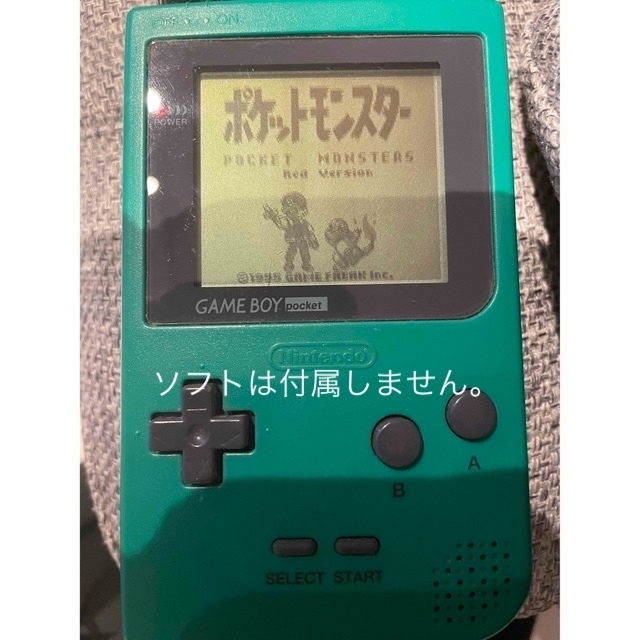 OFF ON
POWER
ポケットモンスター
POCKET MONSTERS
Red Version
©1995 GAME FREAK Inc.
GAME BOY pocket
Nintendo
ソフトは付属しません。
A
B
SELECT START